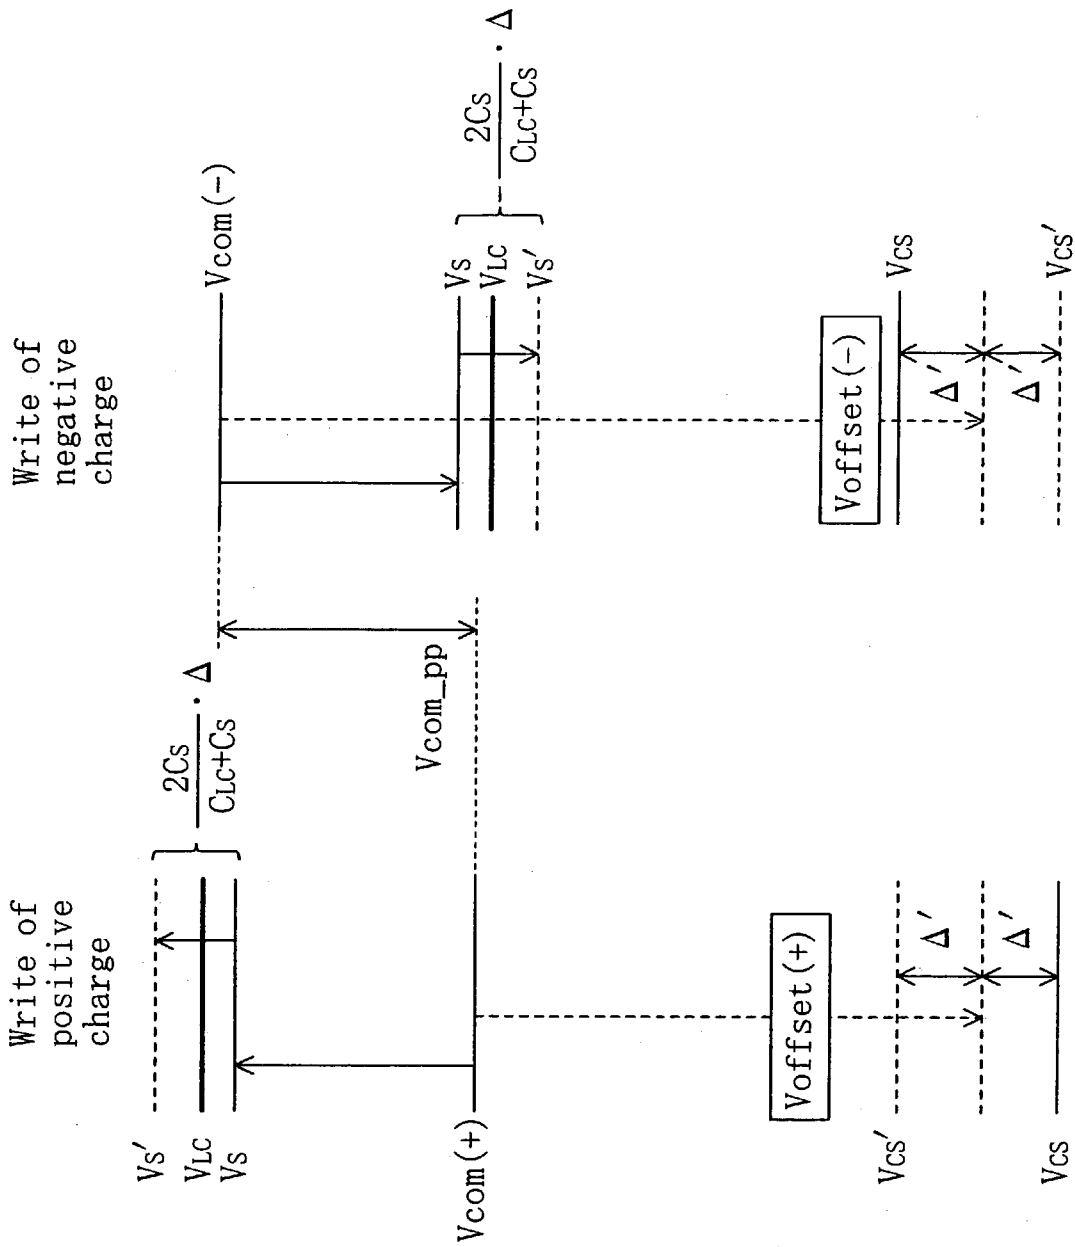 Write of
positive
charge
Write of
negative
charge
Vs′
VLC
Vs
2Cs
CLC+Cs
· Δ
Vcom(+)
Vcom_pp
Vcom(-)
Vs
VLC
Vs′
2Cs
CLC+Cs
· Δ
Voffset(+)
Voffset(-)
Vcs′
Vcs
Δ′
Δ′
Vcs
Vcs′
Δ′
Δ′